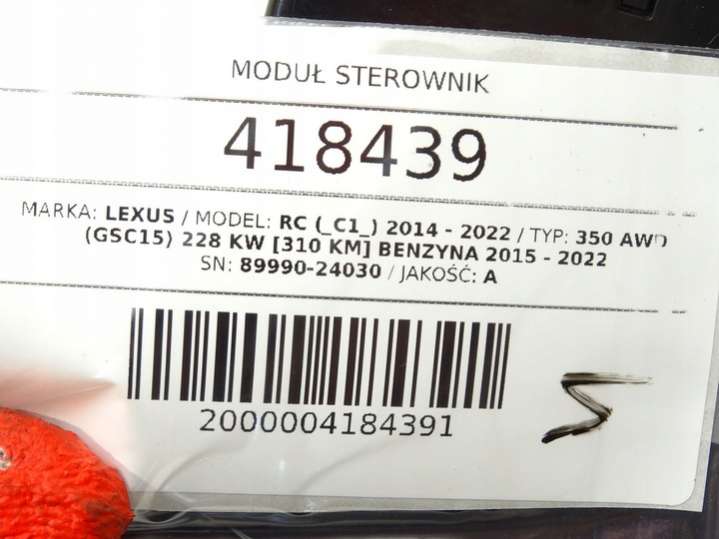 MODUŁ STEROWNIK
418439
MARKA: LEXUS / MODEL: RC (_C1_) 2014 - 2022 / TYP: 350 AWD
(GSC15) 228 KW [310 KM] BENZYNA 2015 - 2022
SN: 89990-24030 / JAKOŚĆ: A
2000004184391